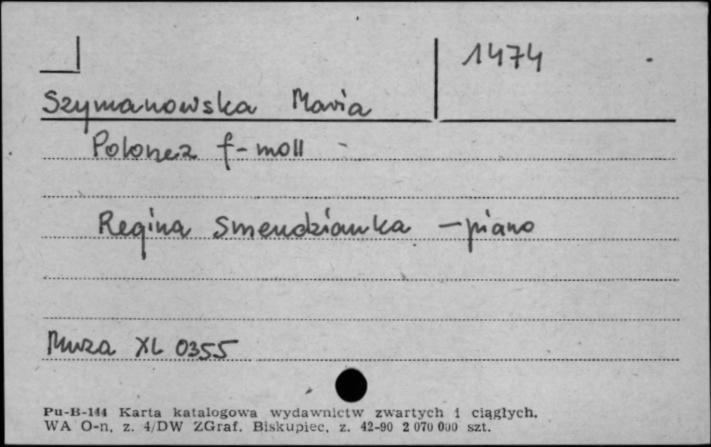 1474
Szymanowska Maria
Polonez f-moll
Regina Smendzianka - piano
Muza XL 0355
Pu-B-144 Karta katalogowa wydawnictw zwartych i ciągłych.
WA O-n, z. 4/DW ZGraf. Biskupiec, z. 42-90 2 070 000 szt.